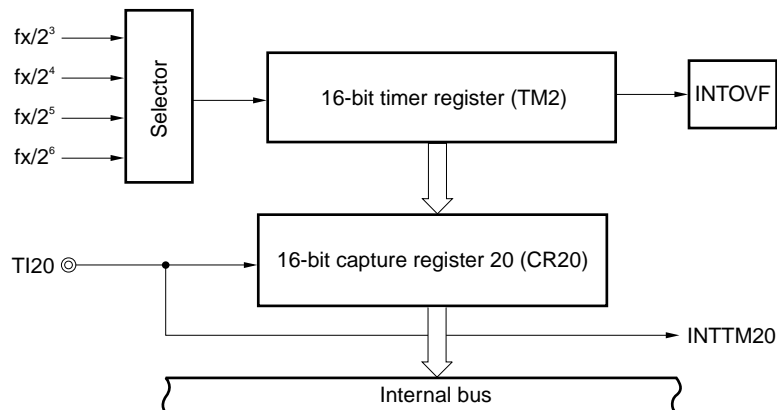 fx/2³
fx/2⁴
fx/2⁵
fx/2⁶
Selector
16-bit timer register (TM2)
INTOVF
TI20
16-bit capture register 20 (CR20)
INTTM20
Internal bus